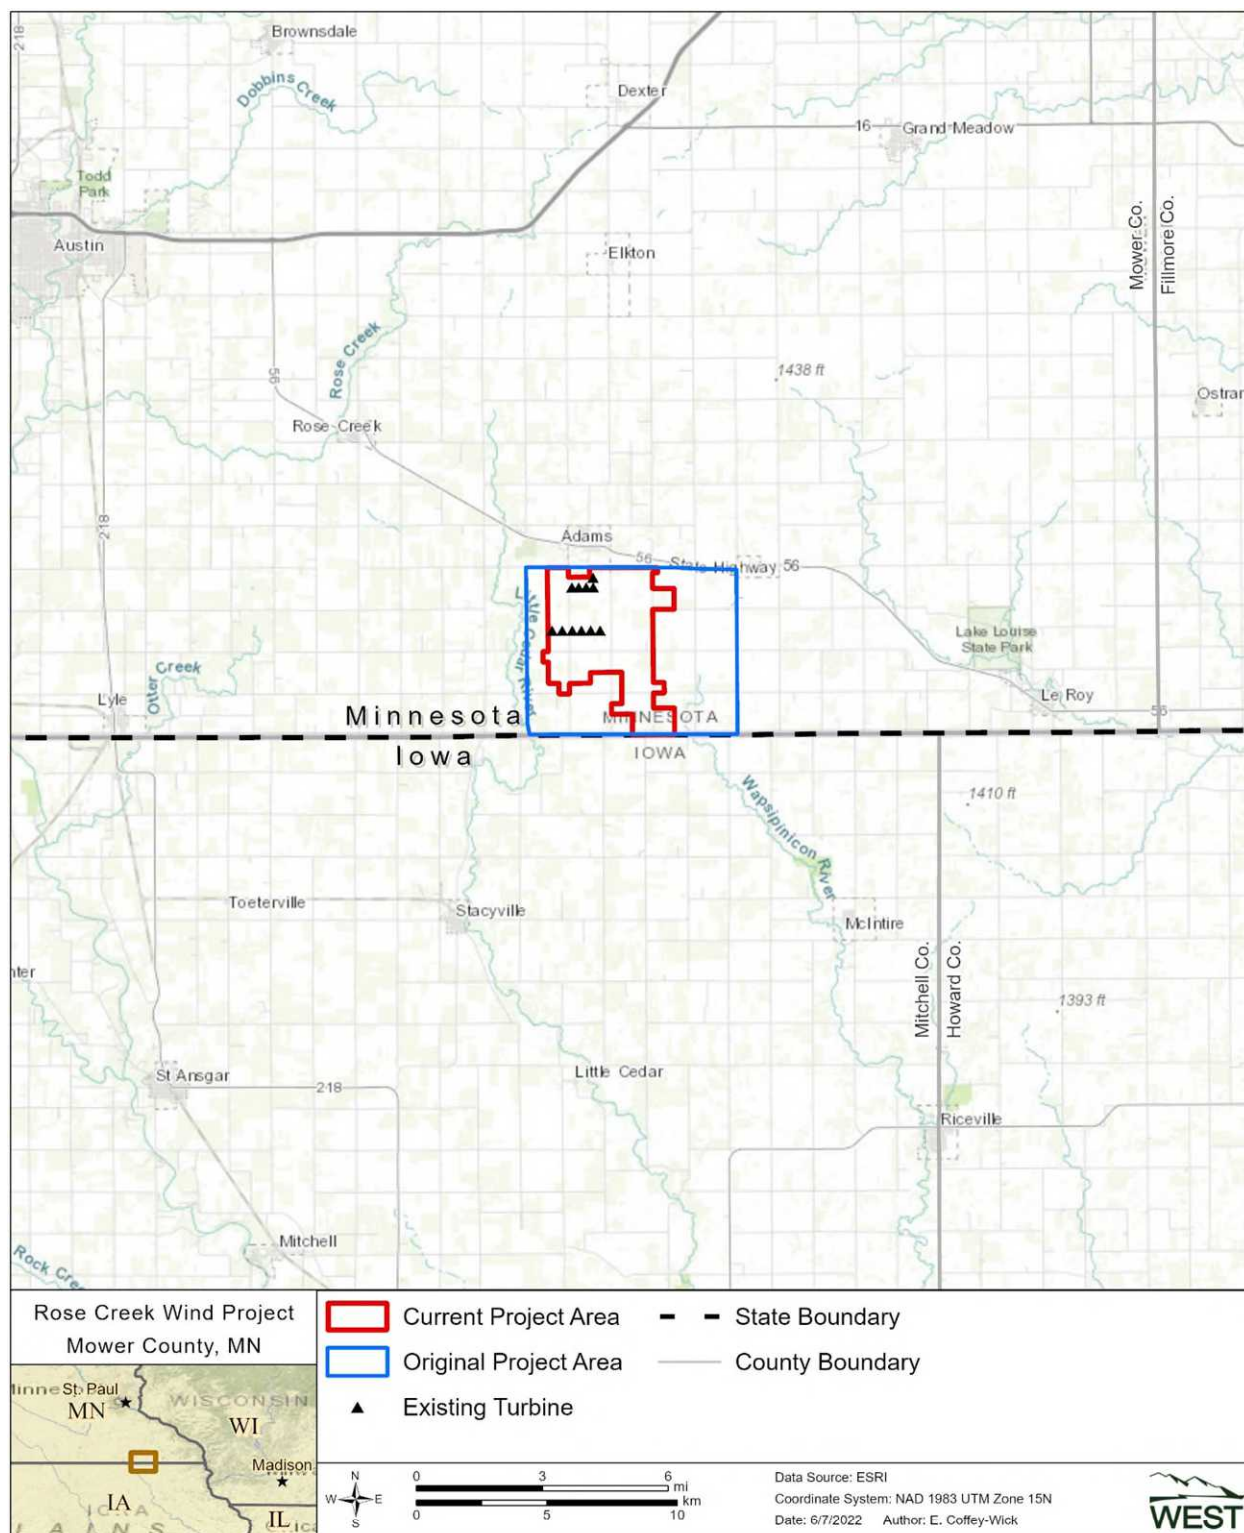 218
Brownsdale
Dobbins Creek
Dexter
16
Grand Meadow
Todd
Park
Austin
Elkton
Mower Co.
Fillmore Co.
Rose Creek
56
1438 ft
Rose Creek
218
Adams
56
State Highway
56
Little Cedar River
Lake Louise
State Park
Otter Creek
Lyle
Le Roy
56
Minnesota
MINNESOTA
Iowa
IOWA
Wapsipinicon River
1410 ft
Toeterville
Stacyville
McIntire
Mitchell Co.
Howard Co.
1393 ft
St Ansgar
218
Little Cedar
Riceville
Mitchell
Rock Cre
Rose Creek Wind Project
Mower County, MN
St. Paul
MN
WISCONSIN
WI
Madison
IOWA
IA
IL
Current Project Area
Original Project Area
Existing Turbine
State Boundary
County Boundary
N
W E
S
0 3 6
mi
km
0 5 10
Data Source: ESRI
Coordinate System: NAD 1983 UTM Zone 15N
Date: 6/7/2022 Author: E. Coffey-Wick
WEST